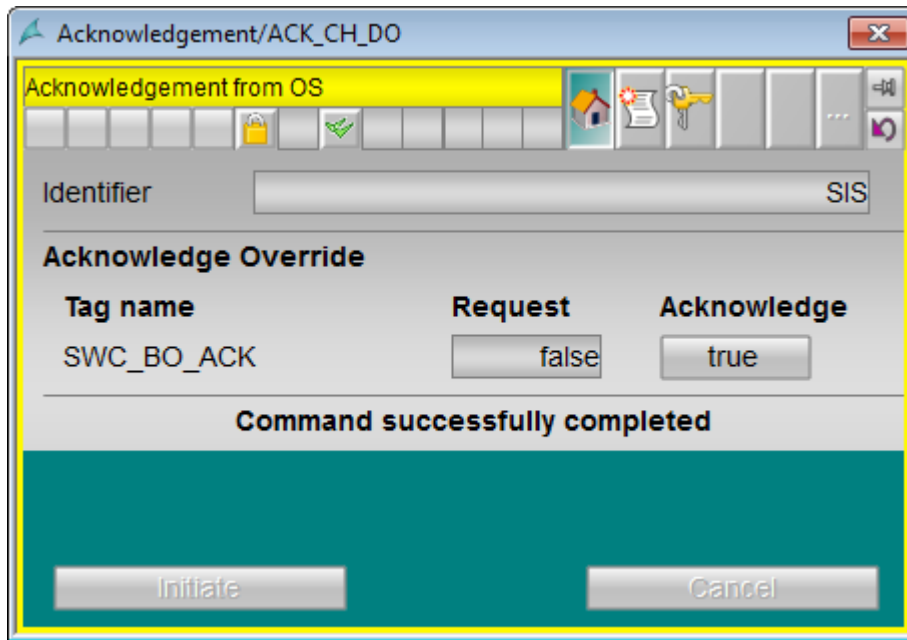 Acknowledgement/ACK_CH_DO
Acknowledgement from OS
...
Identifier SIS
Acknowledge Override
Tag name Request Acknowledge
SWC_BO_ACK false true
Command successfully completed
Initiate Cancel